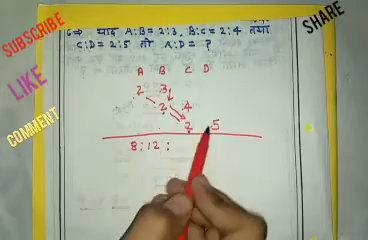 SUBSCRIBE
LIKE
COMMENT
SHARE
यदि A:B = 2:3, B:C = 2:4 तथा
C:D = 2:5 तो A:D = ?
A B C D
2 3
2 :4
2 :5
8:12: